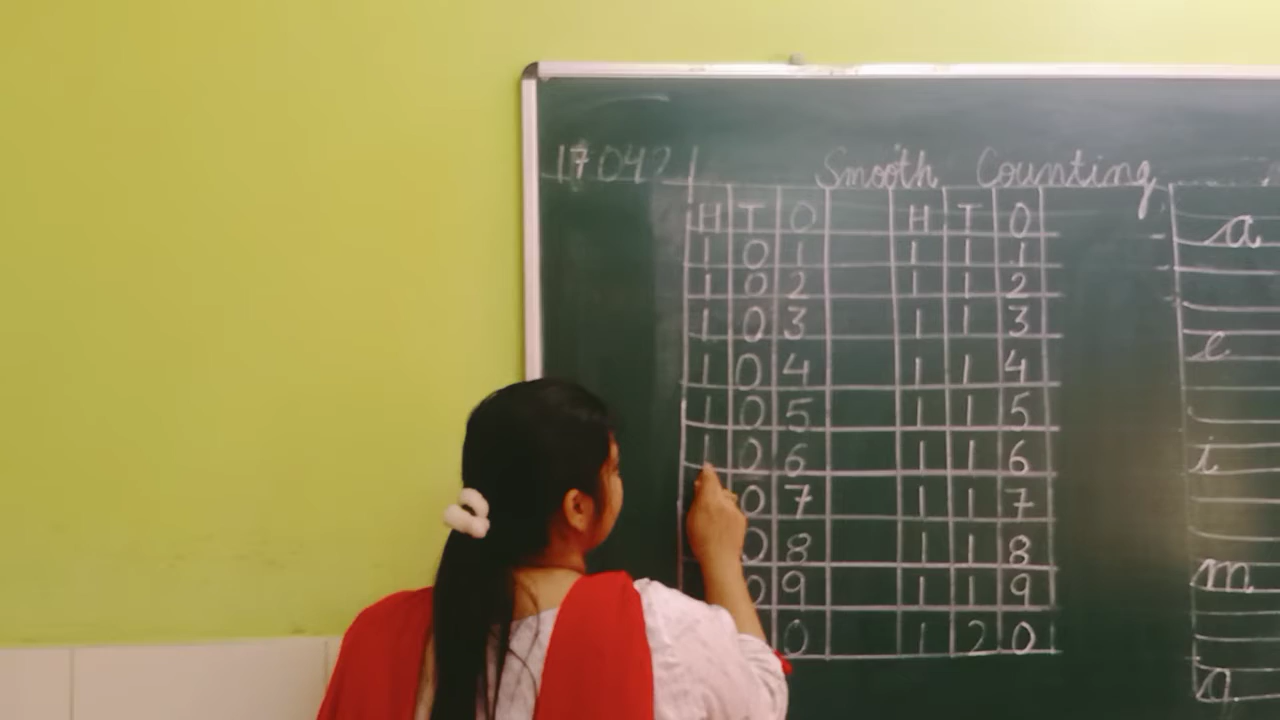 170421 Smooth Counting
H T O H T O a
1 0 1 1 1 1
1 0 2 1 1 2
1 0 3 1 1 3 e
1 0 4 1 1 4
1 0 5 1 1 5
1 0 6 1 1 6 i
0 7 1 1 7
0 8 1 1 8
0 9 1 1 9 m
0 1 2 0